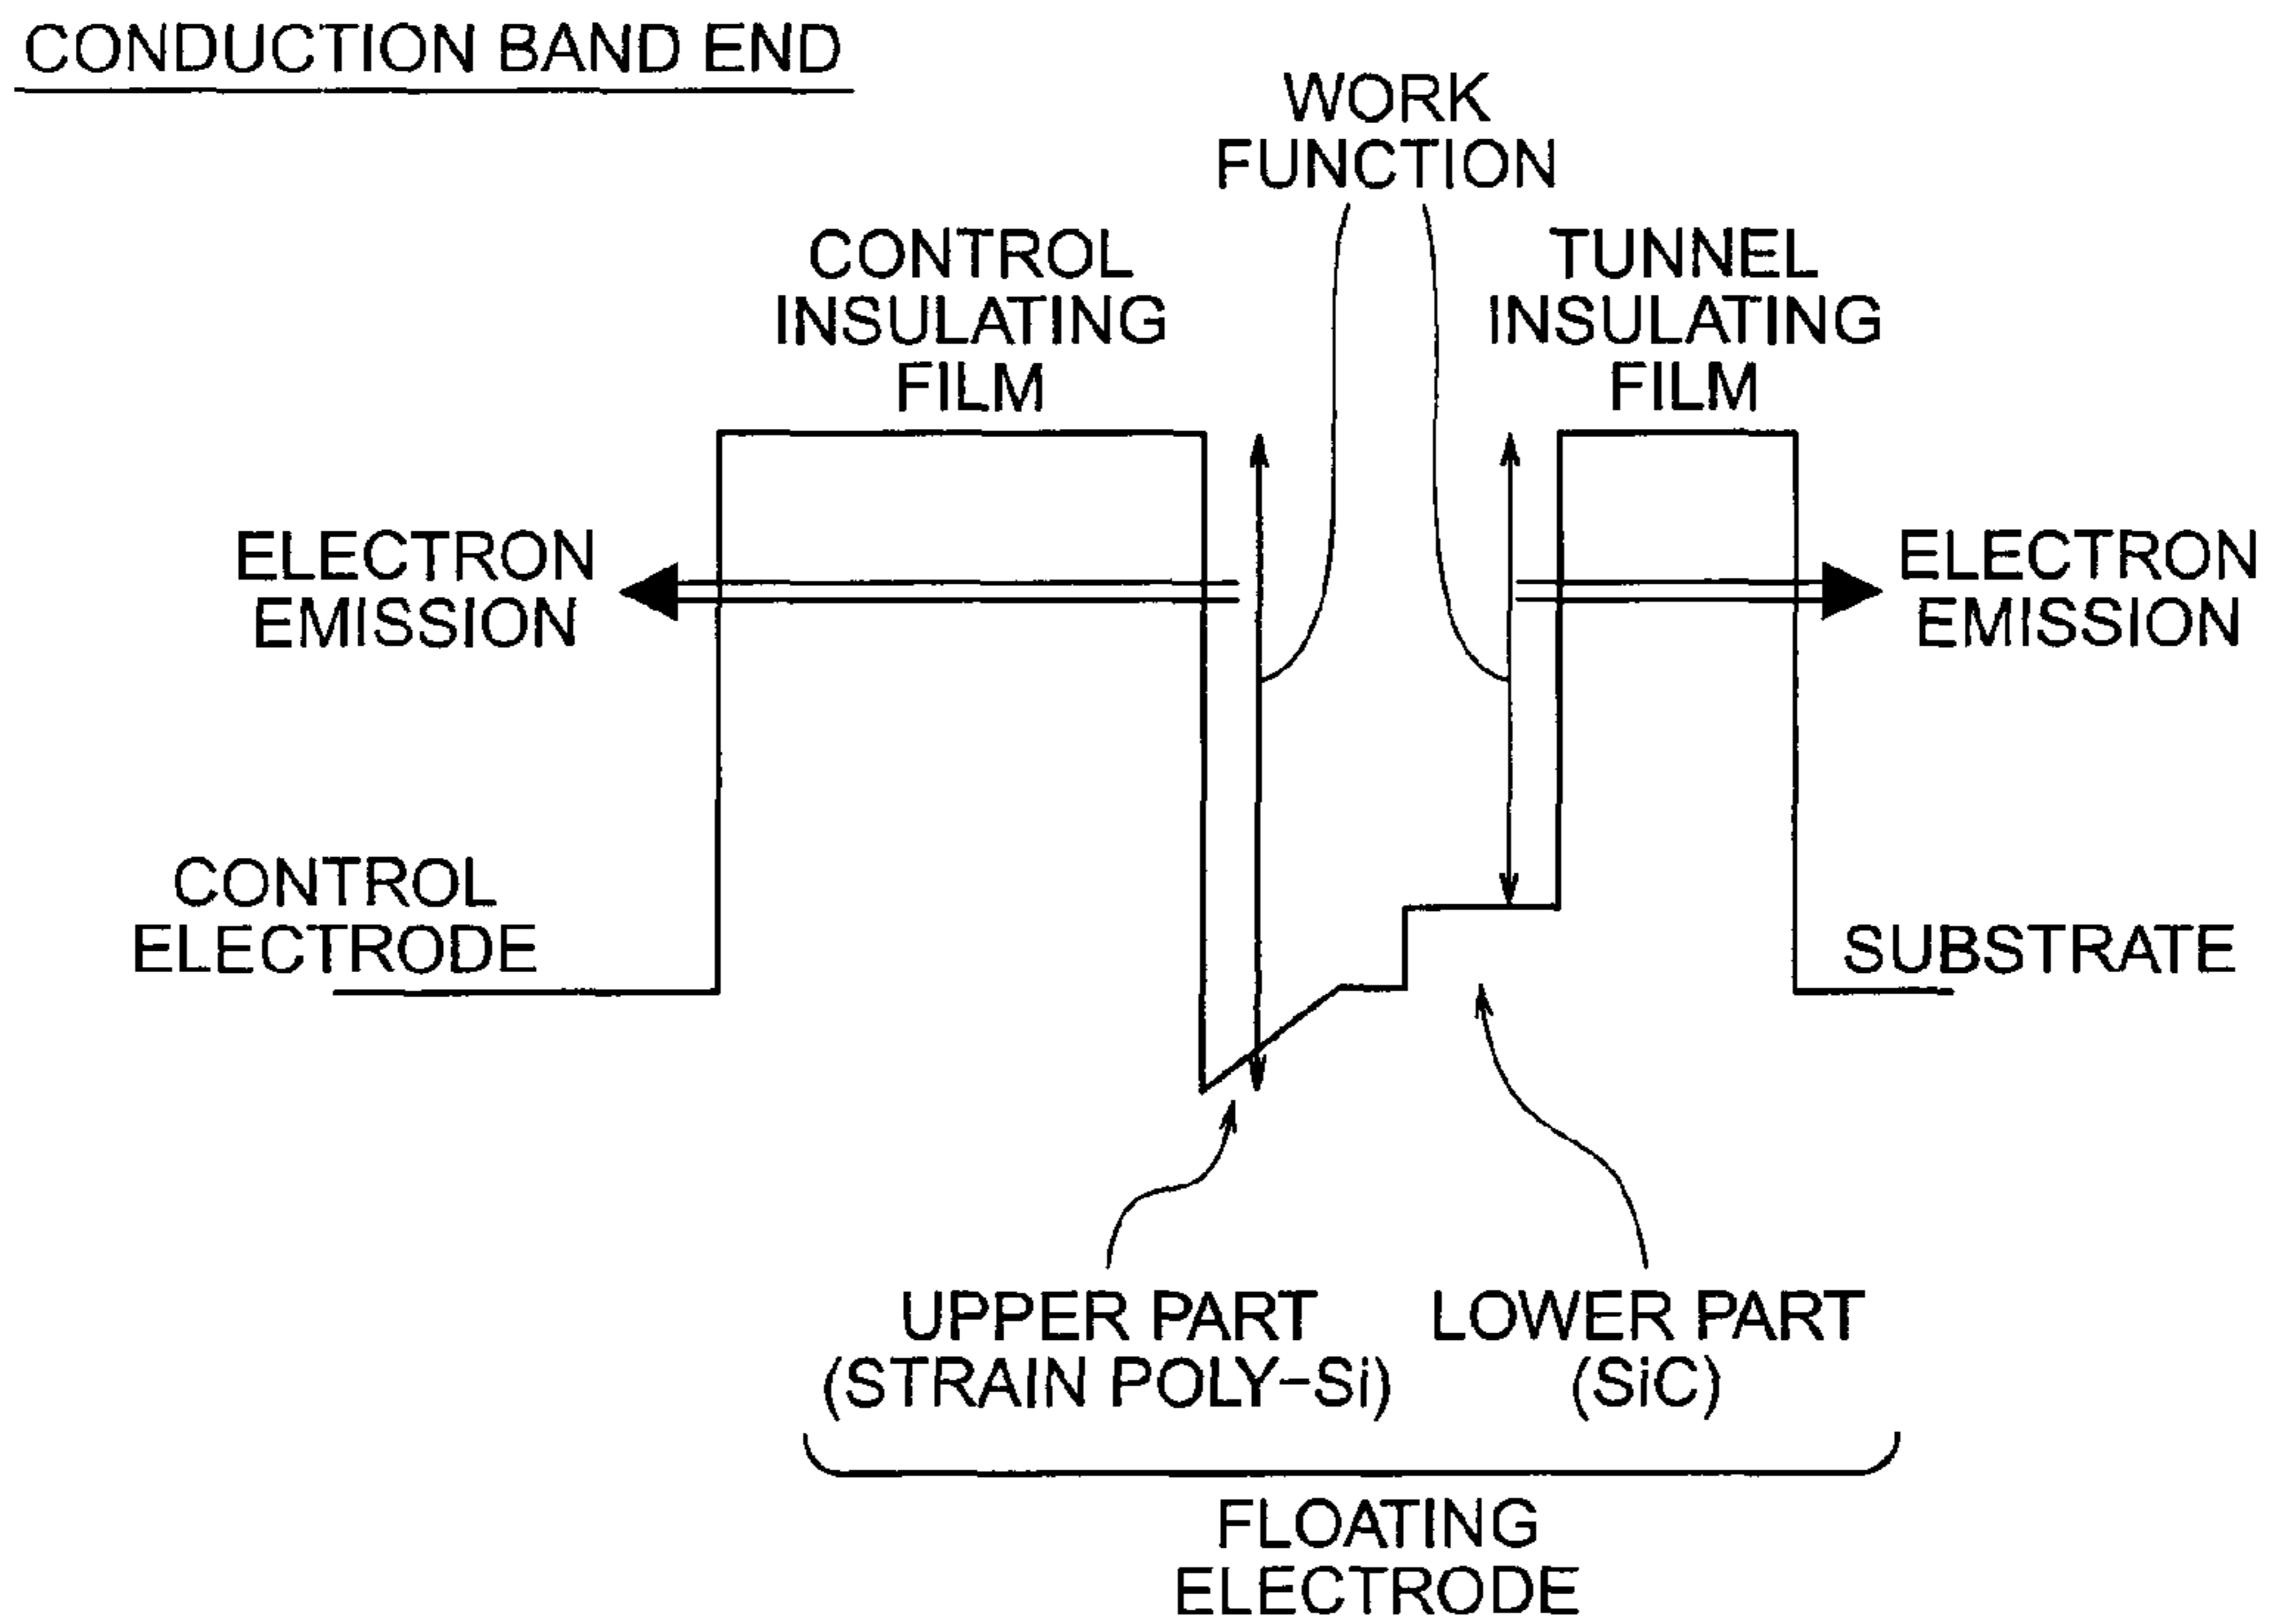 CONDUCTION BAND END
WORK
FUNCTION
CONTROL
INSULATING
FILM
TUNNEL
INSULATING
FILM
ELECTRON
EMISSION
ELECTRON
EMISSION
CONTROL
ELECTRODE
SUBSTRATE
UPPER PART
(STRAIN POLY-Si)
LOWER PART
(SiC)
FLOATING
ELECTRODE